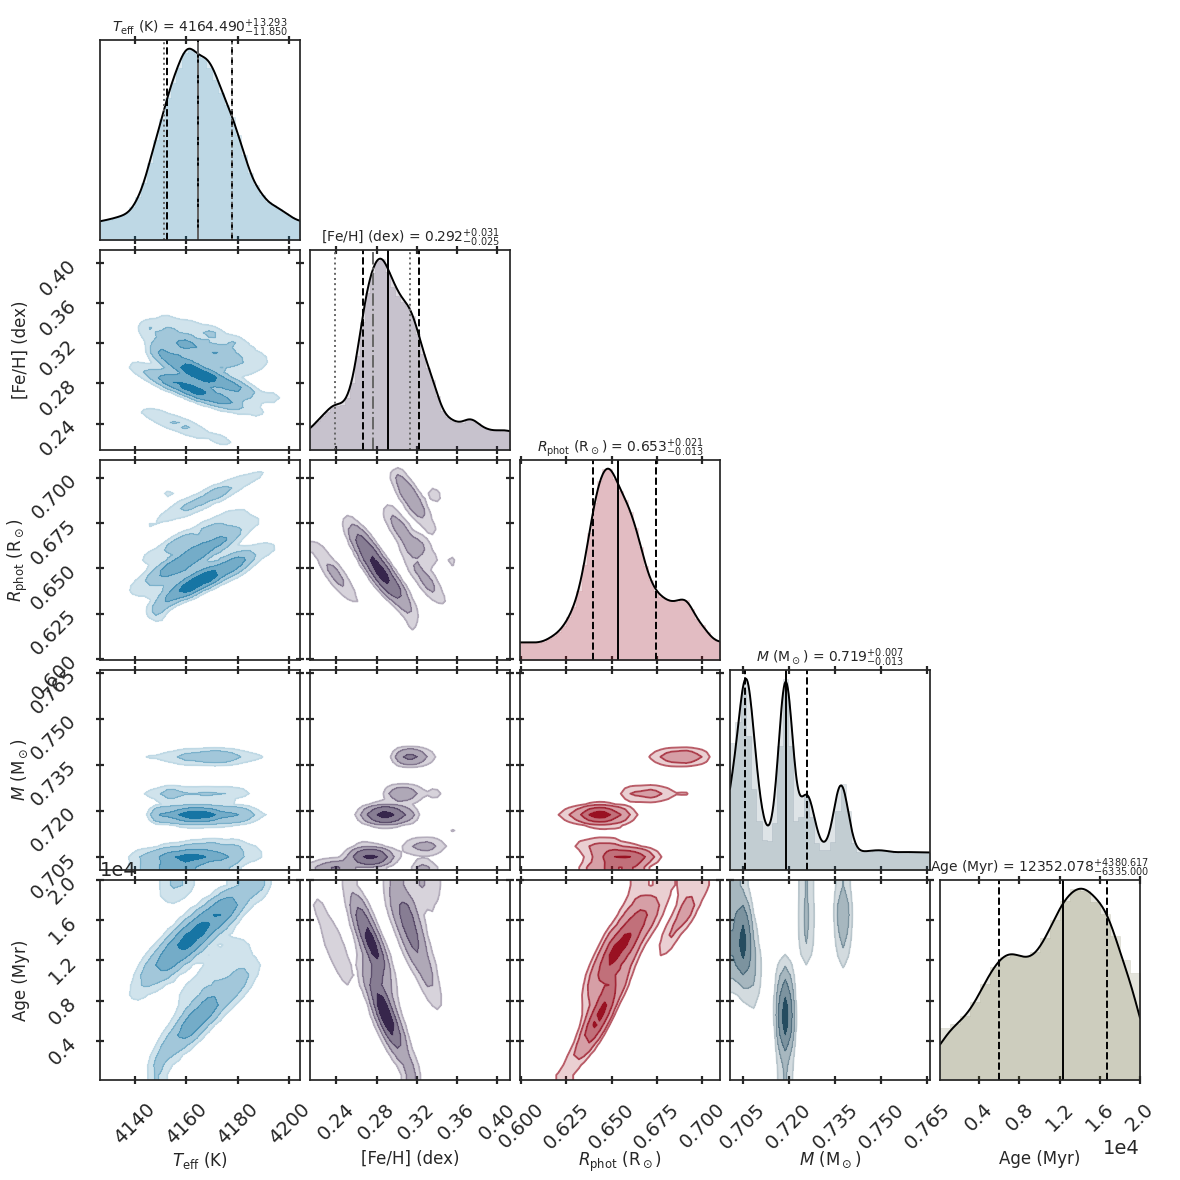 T_eff (K) = 4164.490 +13.293 −11.850
[Fe/H] (dex) = 0.292 +0.031 −0.025
0.40
0.36
0.32
0.28
0.24
[Fe/H] (dex)
R_phot (R⊙) = 0.653 +0.021 −0.013
0.700
0.675
0.650
0.625
0.600
R_phot (R⊙)
M (M⊙) = 0.719 +0.007 −0.013
0.765
0.750
0.735
0.720
0.705
M (M⊙)
Age (Myr) = 12352.078 +4380.617 −6335.000
1e4
2.0
1.6
1.2
0.8
0.4
Age (Myr)
4140 4160 4180 4200 0.24 0.28 0.32 0.36 0.40 0.600 0.625 0.650 0.675 0.700 0.705 0.720 0.735 0.750 0.765 0.4 0.8 1.2 1.6 2.0
1e4
T_eff (K) [Fe/H] (dex) R_phot (R⊙) M (M⊙) Age (Myr)